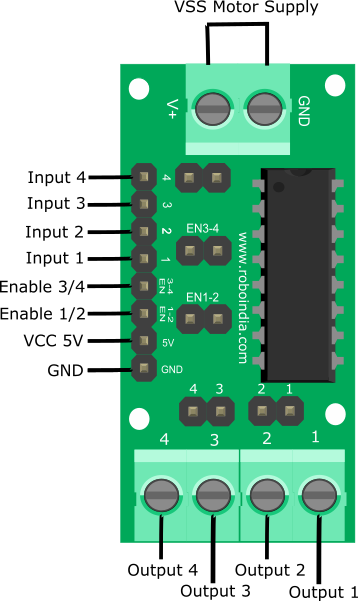 VSS Motor Supply
V+
GND
Input 4
4
Input 3
3
EN3-4
Input 2
2
Input 1
1
Enable 3/4
3-4
EN
EN1-2
Enable 1/2
1-2
EN
VCC 5V
5V
GND
GND
www.roboindia.com
4 3 2 1
4 3 2 1
Output 4
Output 2
Output 3
Output 1